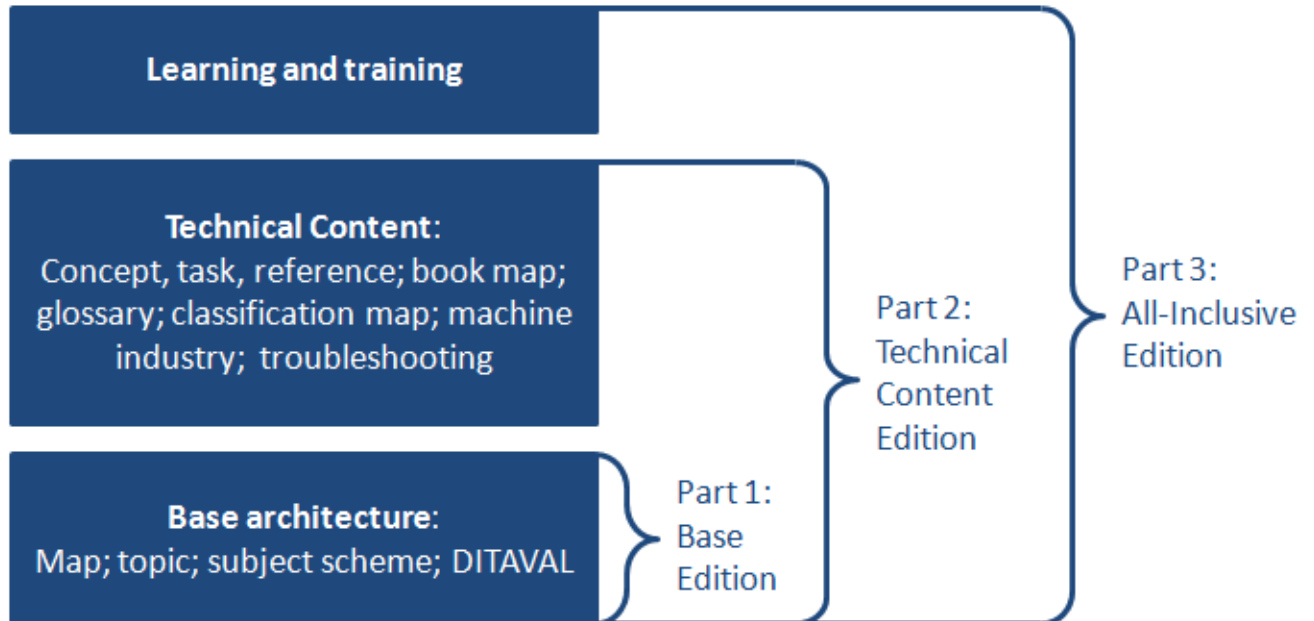 Learning and training
Technical Content:
Concept, task, reference; book map;
glossary; classification map; machine
industry; troubleshooting
Base architecture:
Map; topic; subject scheme; DITAVAL
Part 1:
Base
Edition
Part 2:
Technical
Content
Edition
Part 3:
All-Inclusive
Edition